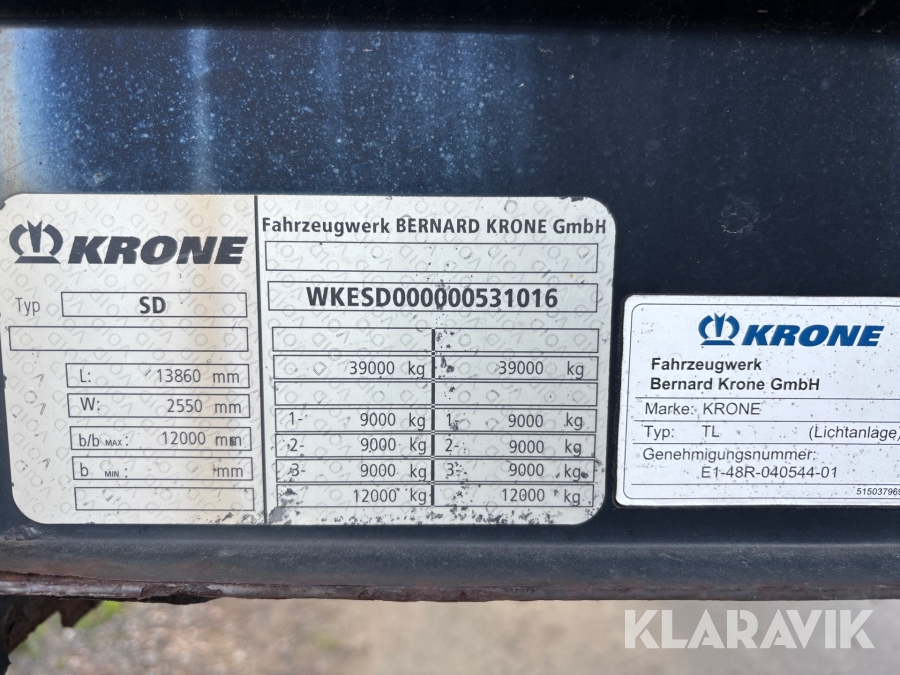 KRONE
Typ SD
L: 13860 mm
W: 2550 mm
b/b MAX: 12000 mm
b MIN: mm
Fahrzeugwerk BERNARD KRONE GmbH
WKESD000000531016
39000 kg 39000 kg
1- 9000 kg 1- 9000 kg
2- 9000 kg 2- 9000 kg
3- 9000 kg 3- 9000 kg
12000 kg 12000 kg
KRONE
Fahrzeugwerk
Bernard Krone GmbH
Marke: KRONE
Typ: TL (Lichtanlage)
Genehmigungsnummer:
E1-48R-040544-01
51503796
KLARAVIK